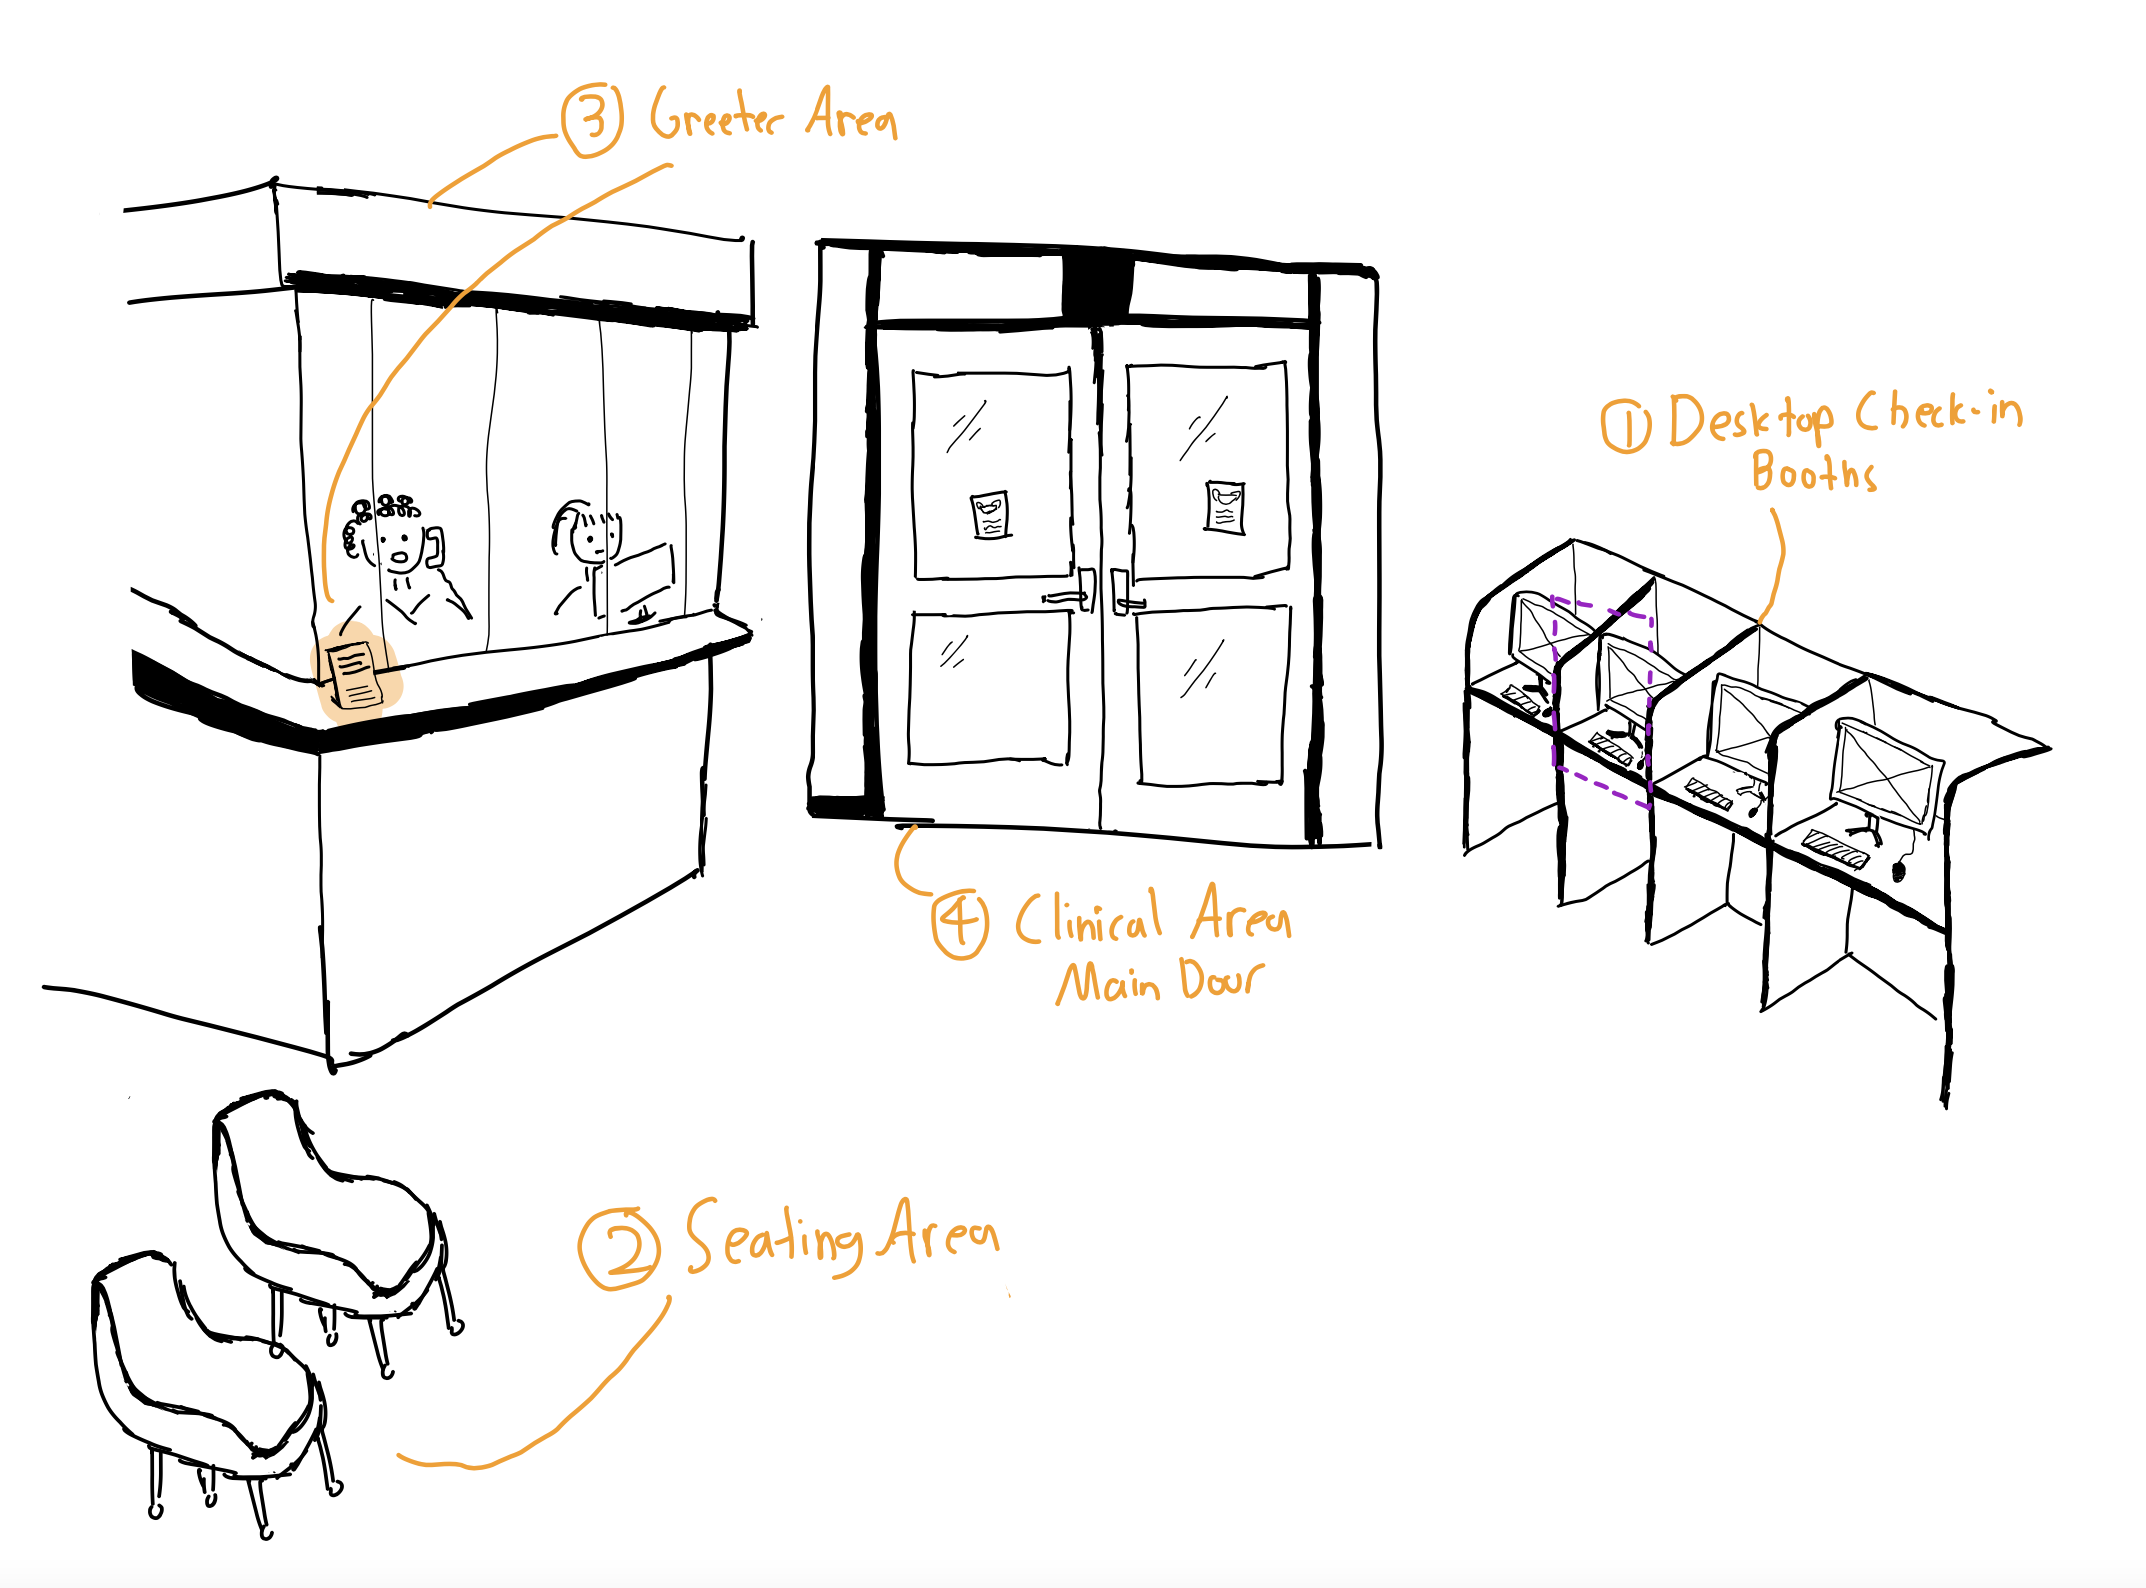 ③ Greeter Area
① Desktop Check-in
Booths
④ Clinical Area
Main Door
② Seating Area